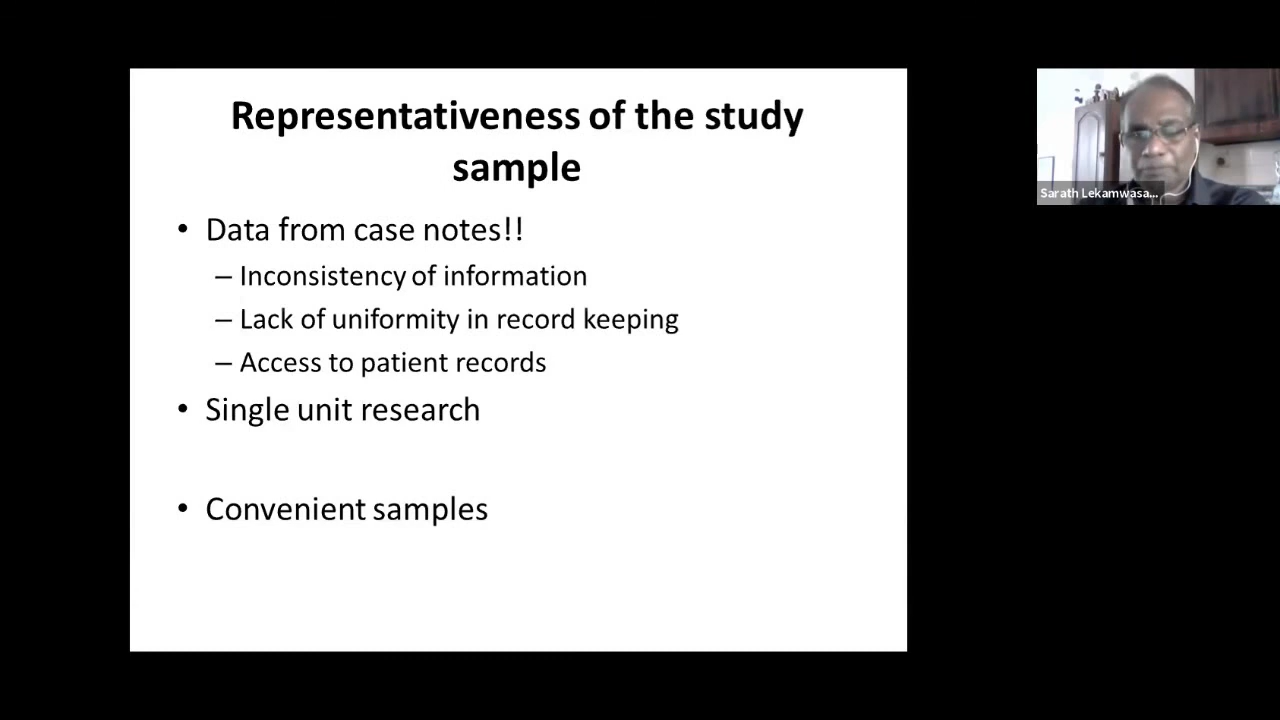 Representativeness of the study
sample
• Data from case notes!!
– Inconsistency of information
– Lack of uniformity in record keeping
– Access to patient records
• Single unit research
• Convenient samples
Sarath Lekamwasa...